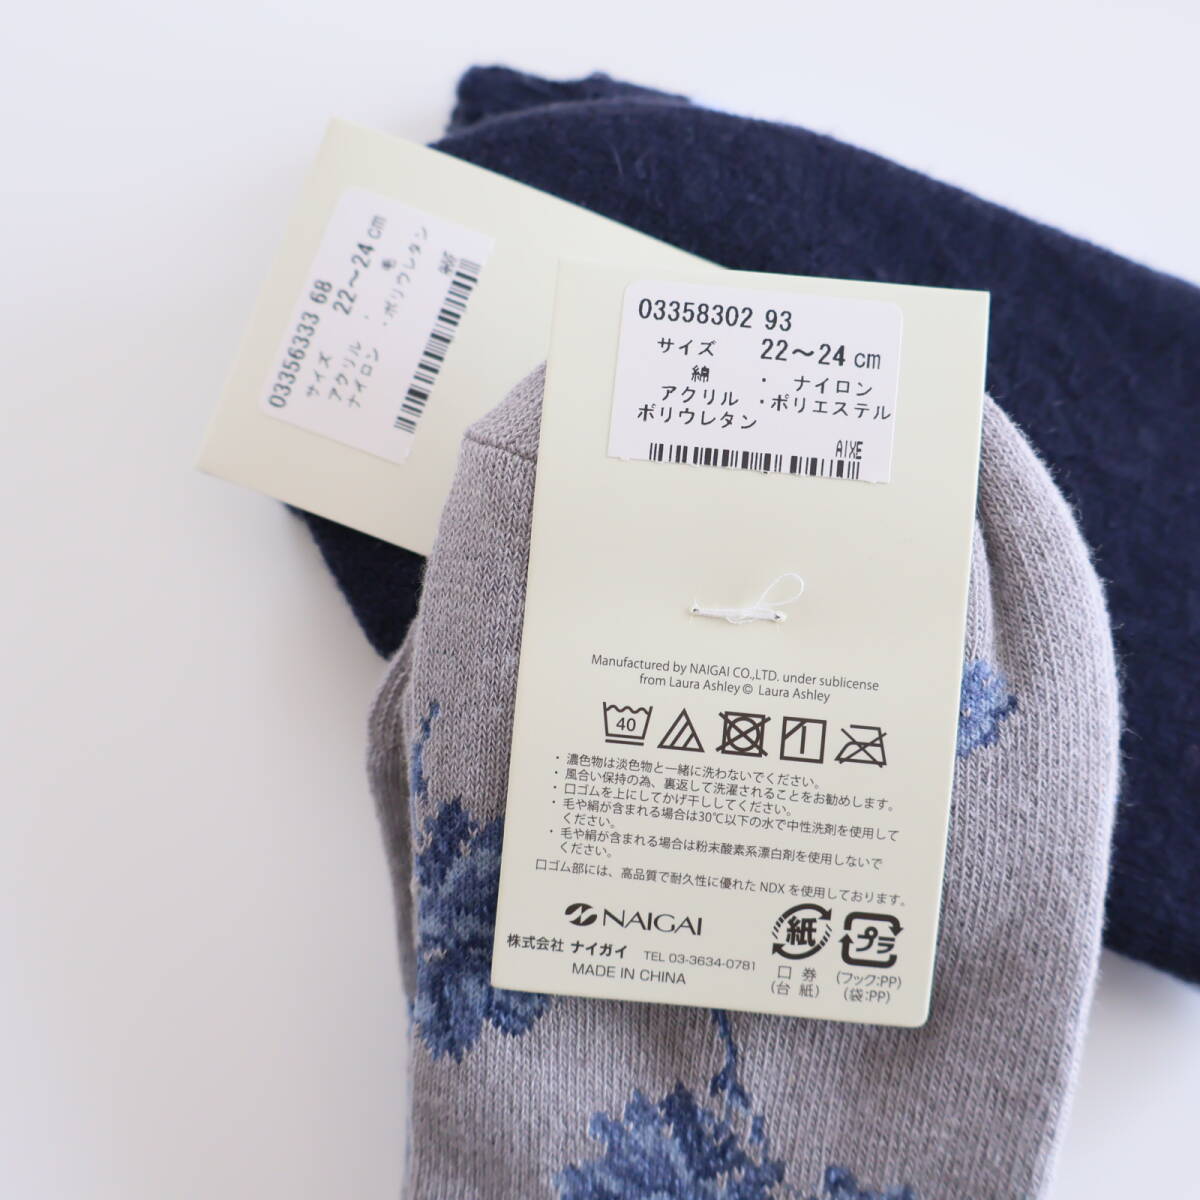 03356333 68
サイズ 22〜24cm
アクリル ・ 毛
ナイロン ・ポリウレタン
03358302 93
サイズ 22〜24cm
綿 ・ ナイロン
アクリル ・ポリエステル
ポリウレタン
AIXE
Manufactured by NAIGAI CO.,LTD. under sublicense
from Laura Ashley© Laura Ashley
40
・濃色物は淡色物と一緒に洗わないでください。
・風合い保持の為、裏返して洗濯されることをお勧めします。
・口ゴムを上にしてかげ干ししてください。
・毛や絹が含まれる場合は30℃以下の水で中性洗剤を使用して
ください。
・毛や絹が含まれる場合は粉末酸素系漂白剤を使用しないで
ください。
口ゴム部には、高品質で耐久性に優れた NDX を使用しております。
NAIGAI
株式会社 ナイガイ TEL 03-3634-0781
MADE IN CHINA
紙
口 券
(台 紙)
プラ
(フック:PP)
(袋:PP)